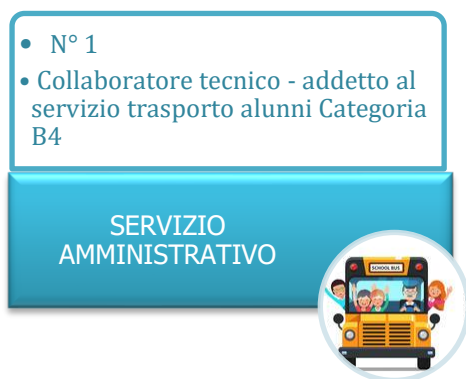 • N° 1
• Collaboratore tecnico - addetto al
servizio trasporto alunni Categoria
B4
SERVIZIO
AMMINISTRATIVO
SCHOOL BUS